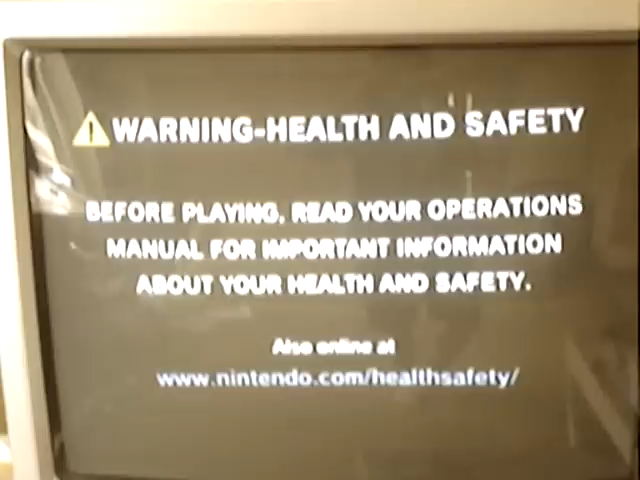 WARNING-HEALTH AND SAFETY
BEFORE PLAYING, READ YOUR OPERATIONS
MANUAL FOR IMPORTANT INFORMATION
ABOUT YOUR HEALTH AND SAFETY.
Also online at
www.nintendo.com/healthsafety/